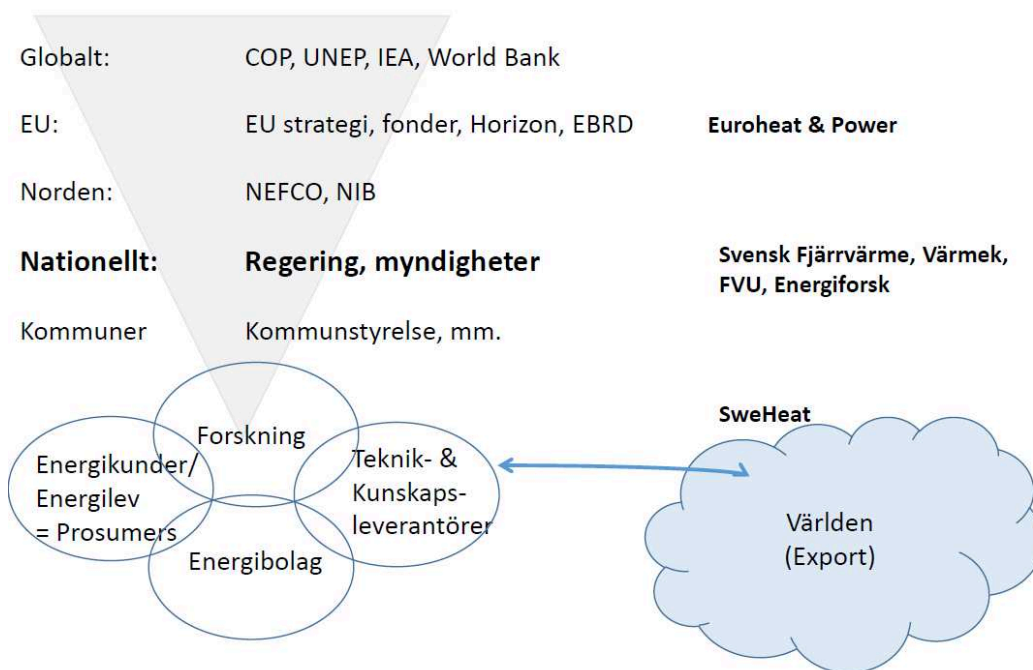 Globalt: COP, UNEP, IEA, World Bank
EU: EU strategi, fonder, Horizon, EBRD Euroheat & Power
Norden: NEFCO, NIB
Nationellt: Regering, myndigheter
Svensk Fjärrvärme, Värmek,
FVU, Energiforsk
Kommuner Kommunstyrelse, mm.
SweHeat
Forskning
Energikunder/
Energilev
= Prosumers
Teknik- &
Kunskaps-
leverantörer
Energibolag
Världen
(Export)